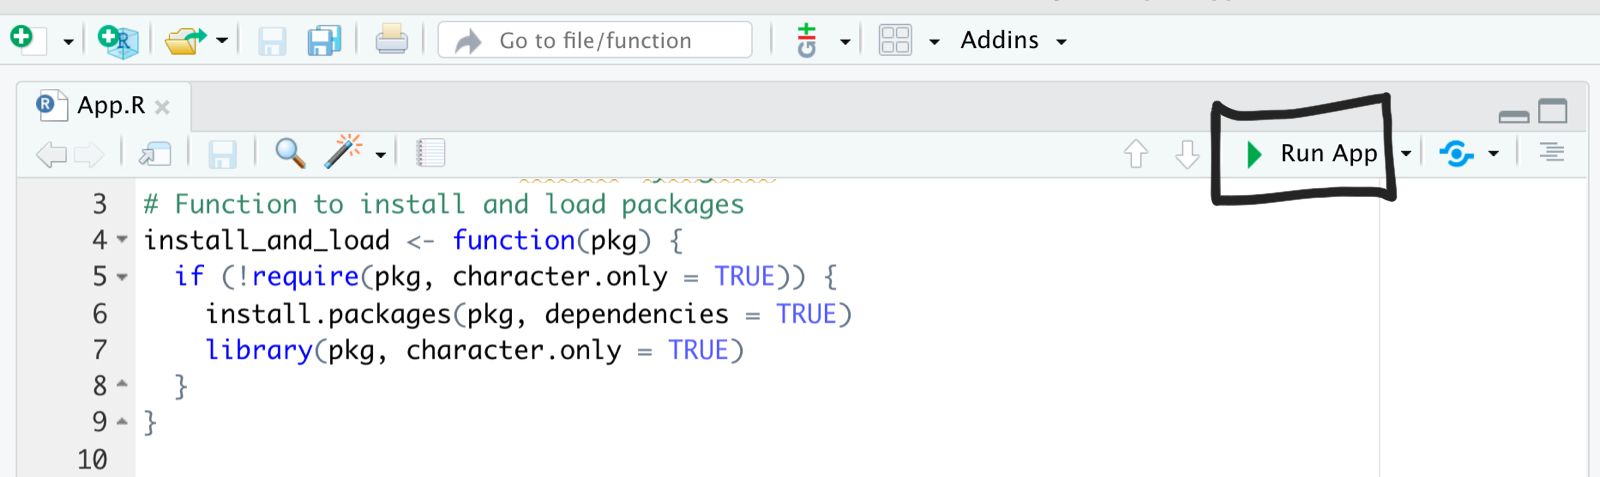 Go to file/function
Addins
App.R
Run App
3 # Function to install and load packages
4 install_and_load <- function(pkg) {
5   if (!require(pkg, character.only = TRUE)) {
6     install.packages(pkg, dependencies = TRUE)
7     library(pkg, character.only = TRUE)
8   }
9 }
10